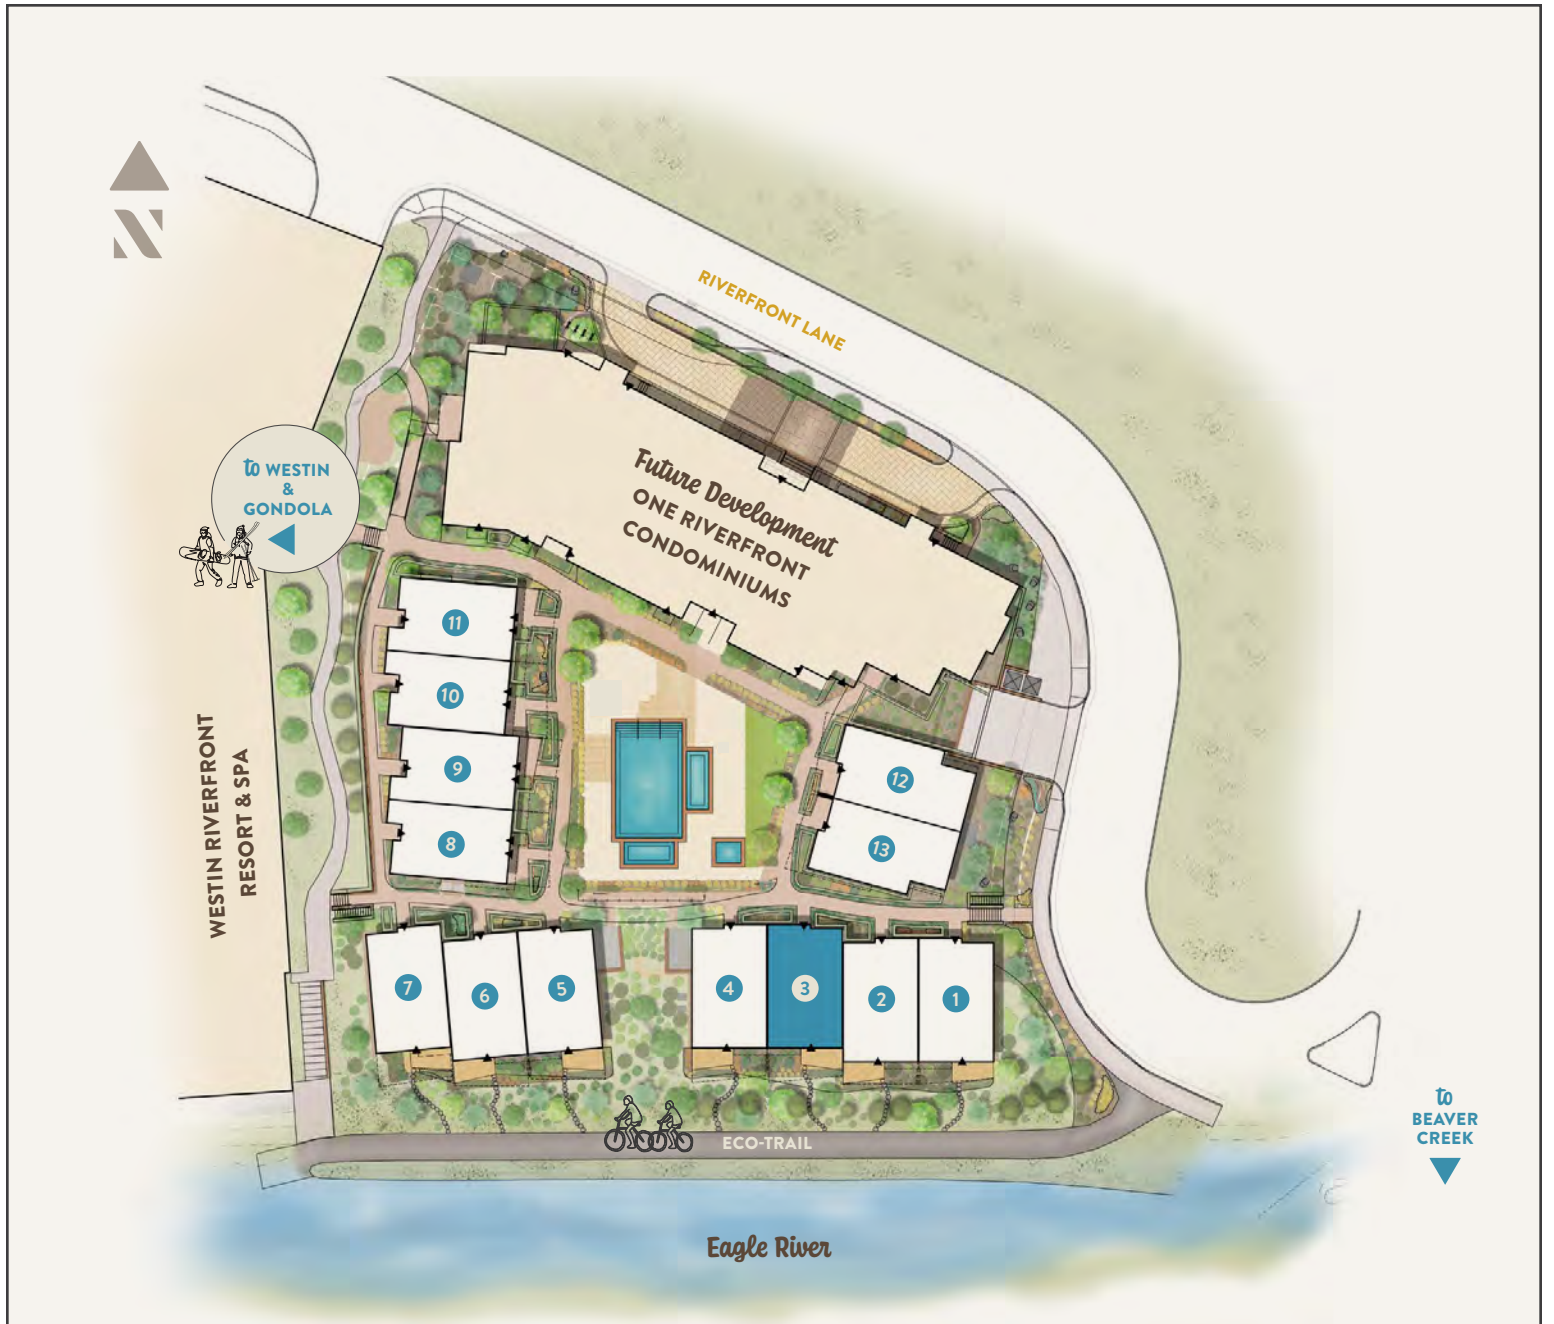 N
RIVERFRONT LANE
to WESTIN
&
GONDOLA
Future Development
ONE RIVERFRONT
CONDOMINIUMS
11
10
9
8
12
13
WESTIN RIVERFRONT
RESORT & SPA
7
6
5
4
3
2
1
ECO-TRAIL
to
BEAVER
CREEK
Eagle River